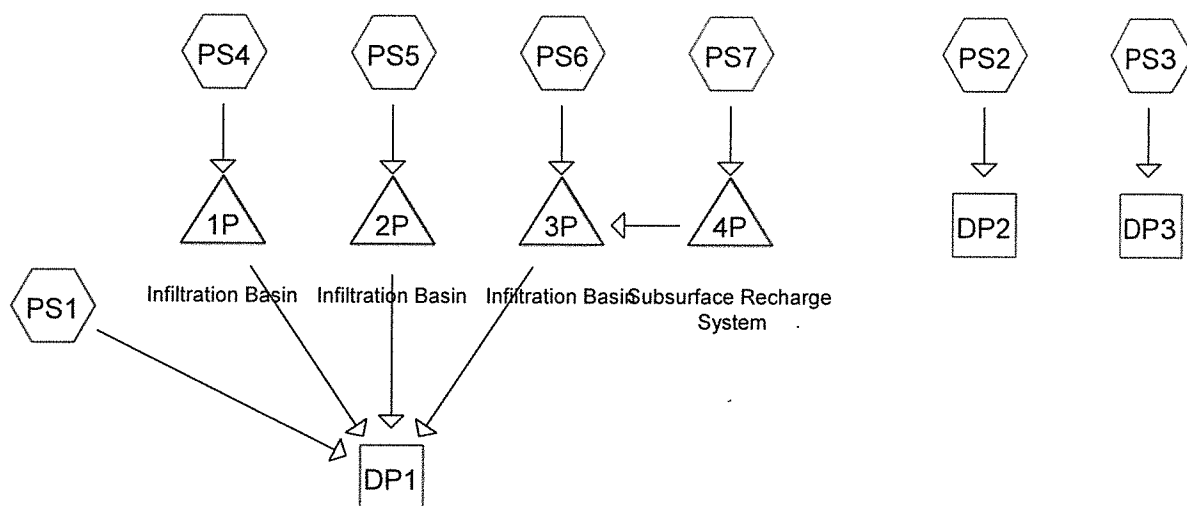 PS4
PS5
PS6
PS7
PS2
PS3
1P
2P
3P
4P
DP2
DP3
PS1
Infiltration Basin
Infiltration Basin
Infiltration Basin
Subsurface Recharge
System
DP1